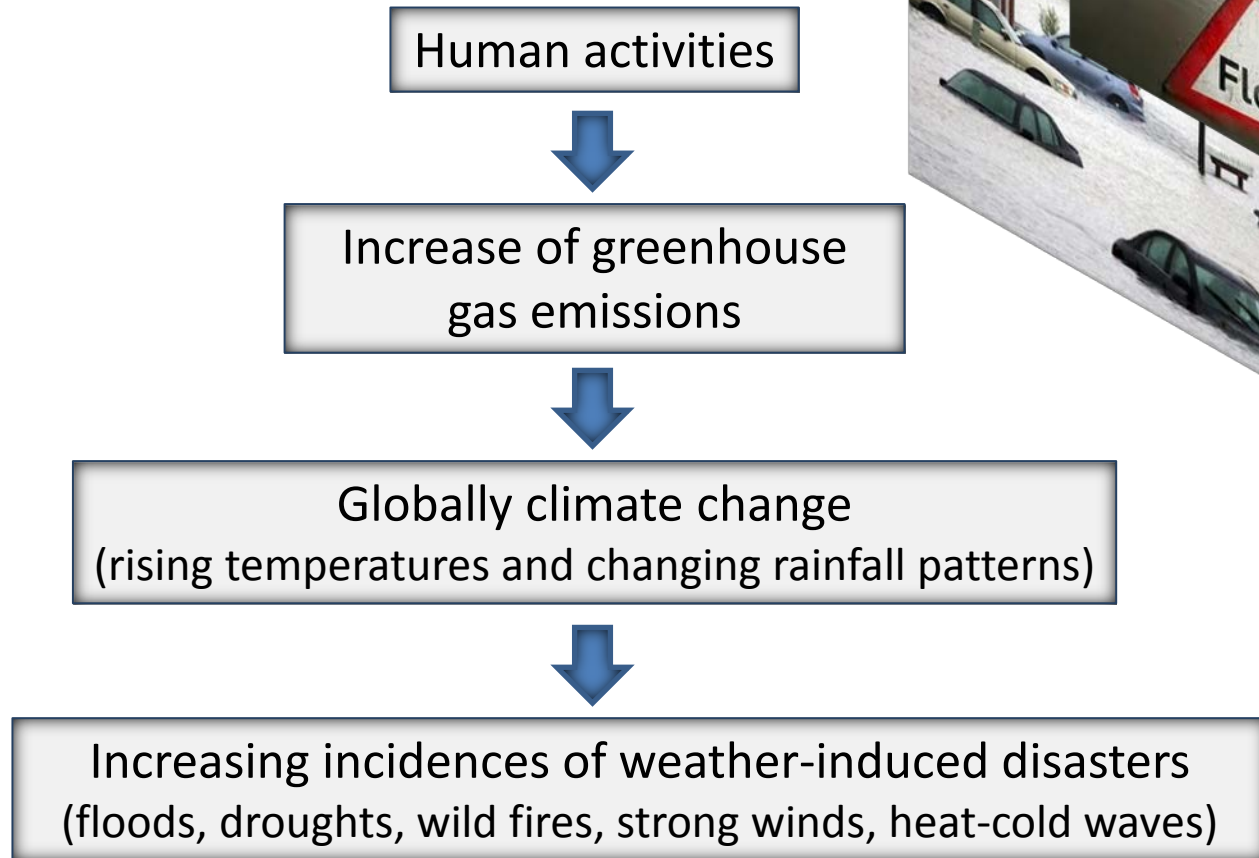 Human activities
Increase of greenhouse
gas emissions
Globally climate change
(rising temperatures and changing rainfall patterns)
Increasing incidences of weather-induced disasters
(floods, droughts, wild fires, strong winds, heat-cold waves)